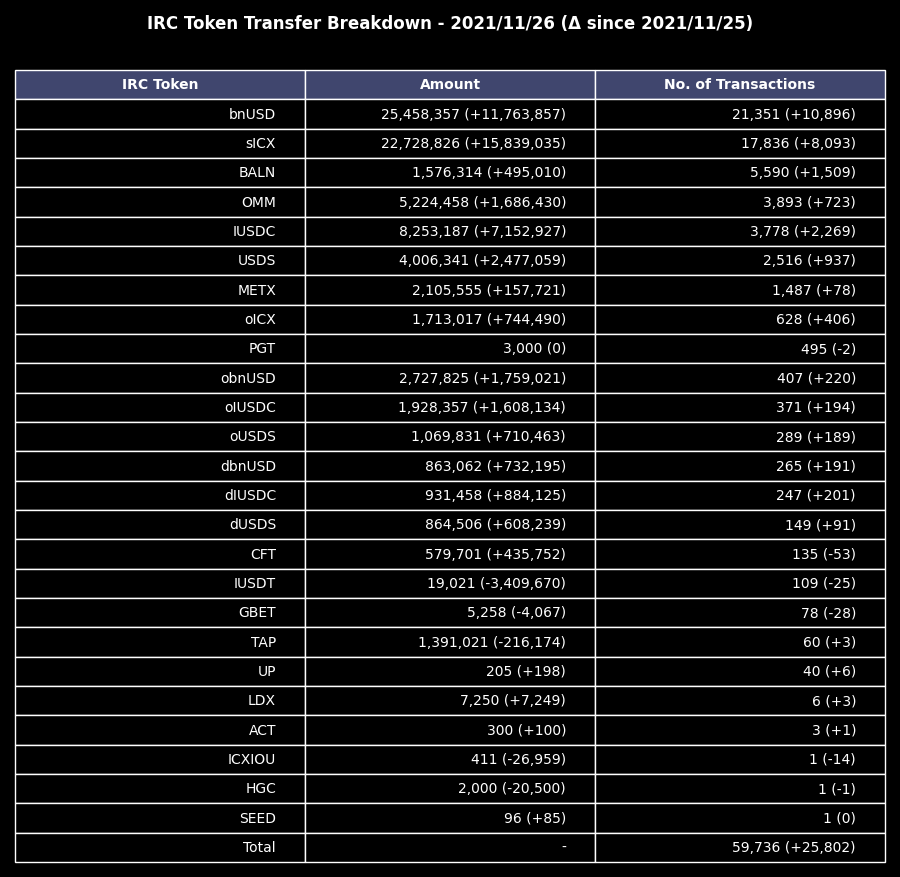 IRC Token Transfer Breakdown - 2021/11/26 (Δ since 2021/11/25)
IRC Token Amount No. of Transactions
bnUSD 25,458,357 (+11,763,857) 21,351 (+10,896)
sICX 22,728,826 (+15,839,035) 17,836 (+8,093)
BALN 1,576,314 (+495,010) 5,590 (+1,509)
OMM 5,224,458 (+1,686,430) 3,893 (+723)
IUSDC 8,253,187 (+7,152,927) 3,778 (+2,269)
USDS 4,006,341 (+2,477,059) 2,516 (+937)
METX 2,105,555 (+157,721) 1,487 (+78)
oICX 1,713,017 (+744,490) 628 (+406)
PGT 3,000 (0) 495 (-2)
obnUSD 2,727,825 (+1,759,021) 407 (+220)
oIUSDC 1,928,357 (+1,608,134) 371 (+194)
oUSDS 1,069,831 (+710,463) 289 (+189)
dbnUSD 863,062 (+732,195) 265 (+191)
dIUSDC 931,458 (+884,125) 247 (+201)
dUSDS 864,506 (+608,239) 149 (+91)
CFT 579,701 (+435,752) 135 (-53)
IUSDT 19,021 (-3,409,670) 109 (-25)
GBET 5,258 (-4,067) 78 (-28)
TAP 1,391,021 (-216,174) 60 (+3)
UP 205 (+198) 40 (+6)
LDX 7,250 (+7,249) 6 (+3)
ACT 300 (+100) 3 (+1)
ICXIOU 411 (-26,959) 1 (-14)
HGC 2,000 (-20,500) 1 (-1)
SEED 96 (+85) 1 (0)
Total - 59,736 (+25,802)